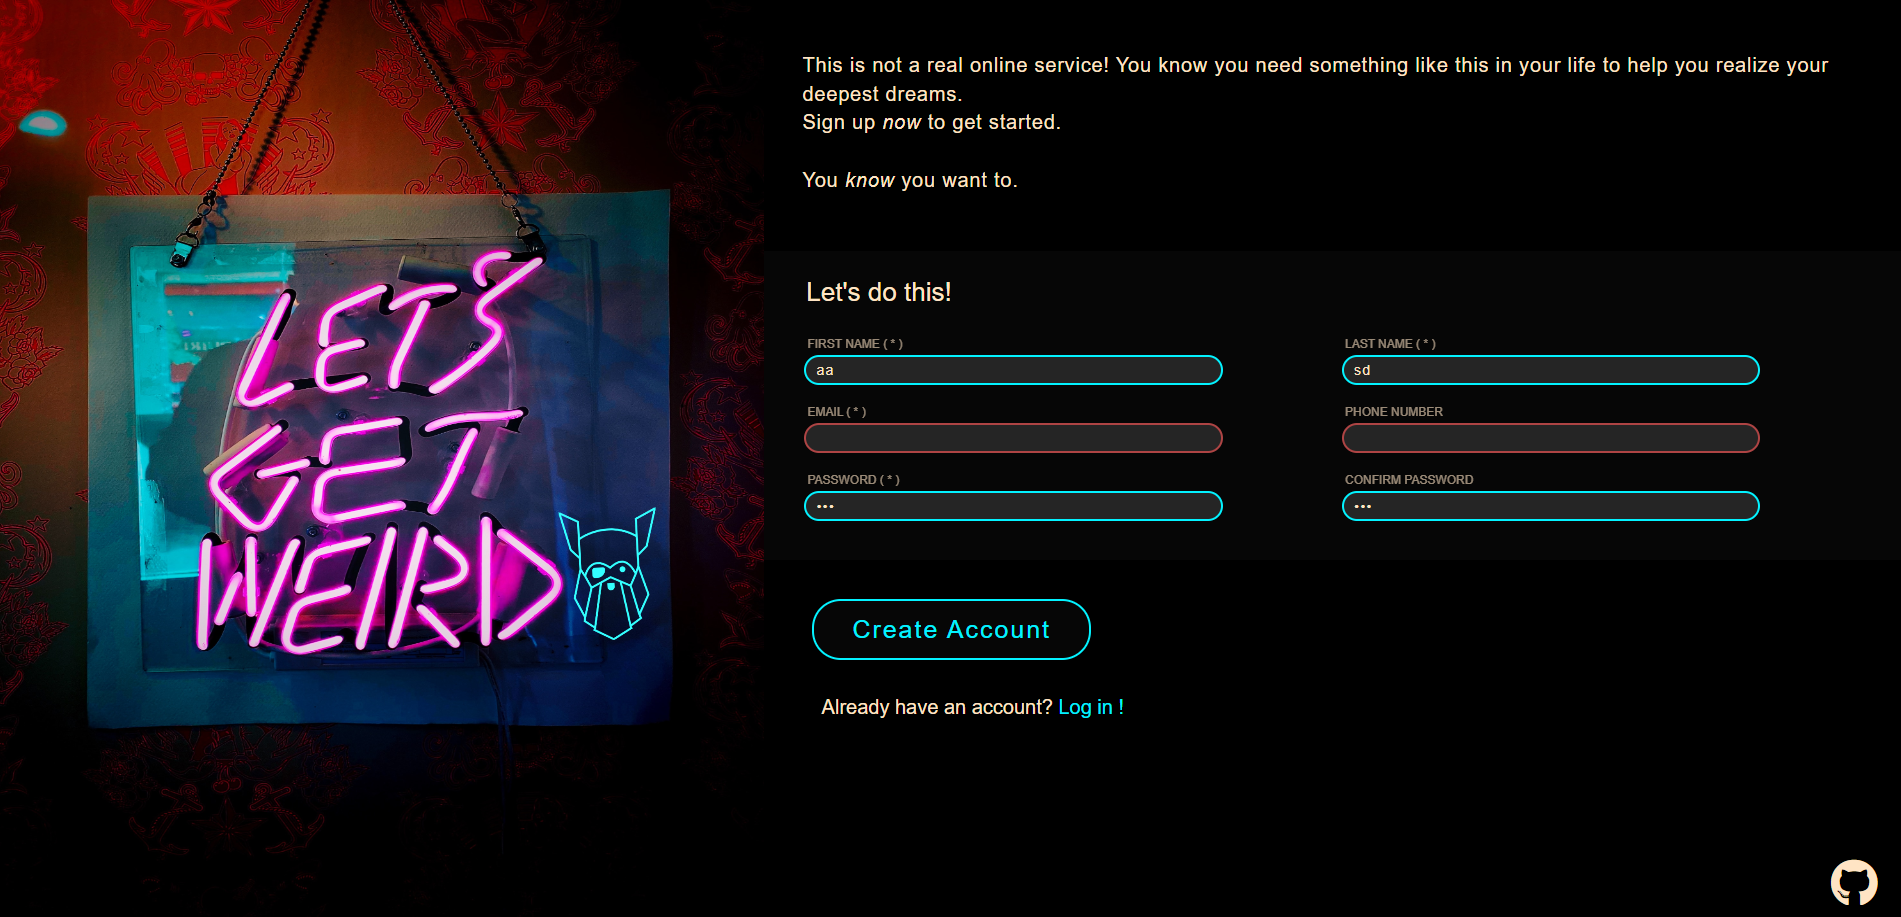 LET'S
GET
WEIRD
This is not a real online service! You know you need something like this in your life to help you realize your
deepest dreams.
Sign up now to get started.
You know you want to.
Let's do this!
FIRST NAME ( * )
aa
LAST NAME ( * )
sd
EMAIL ( * )
PHONE NUMBER
PASSWORD ( * )
•••
CONFIRM PASSWORD
•••
Create Account
Already have an account? Log in !